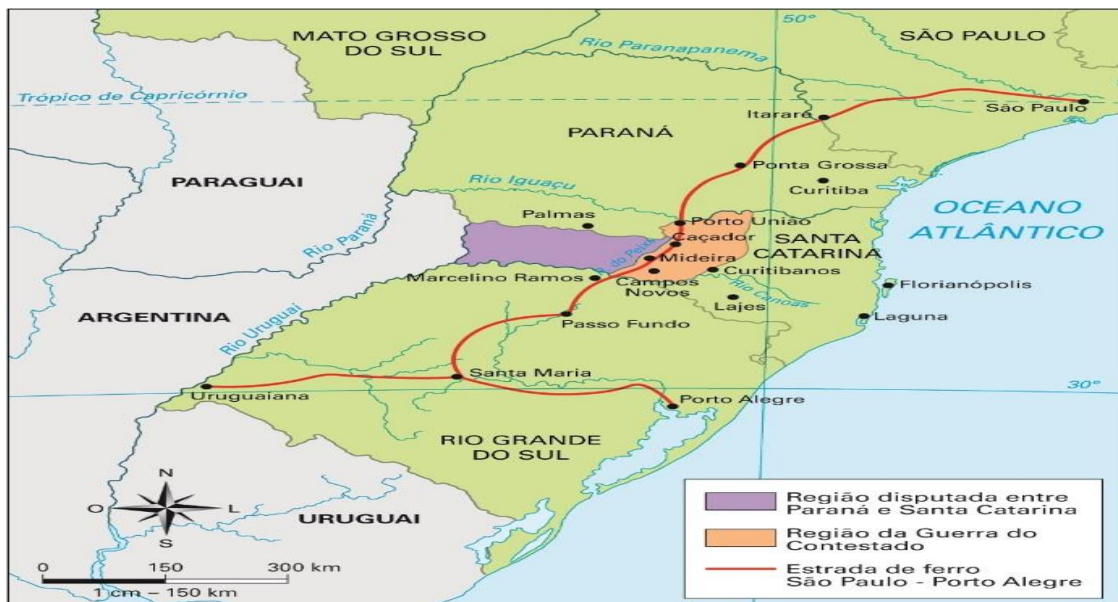 50°
MATO GROSSO
DO SUL
Rio Paranapanema
SÃO PAULO
Trópico de Capricórnio
São Paulo
Itararé
PARANÁ
Ponta Grossa
PARAGUAI
Curitiba
Rio Iguaçu
Rio Paraná
Palmas
Porto União
OCEANO
ATLÂNTICO
Caçador
SANTA
CATARINA
R. do Peixe
Mideira
Marcelino Ramos
Curitibanos
Campos
Novos
Rio Canoas
Florianópolis
Lajes
ARGENTINA
Rio Uruguai
Passo Fundo
Laguna
Santa Maria
30°
Uruguaiana
Porto Alegre
RIO GRANDE
DO SUL
N
O
L
S
URUGUAI
0 150 300 km
1 cm – 150 km
Região disputada entre
Paraná e Santa Catarina
Região da Guerra do
Contestado
Estrada de ferro
São Paulo - Porto Alegre